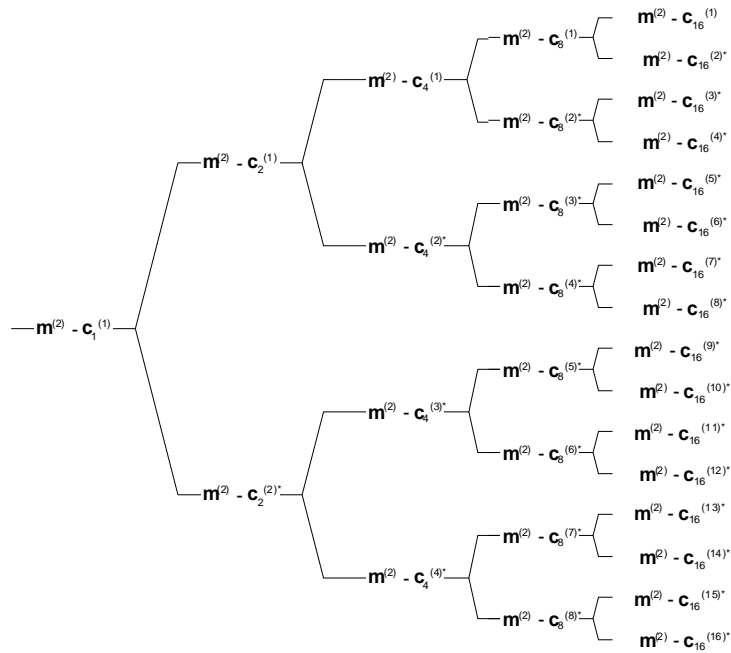 m(2) - c1(1)
m(2) - c2(1)
m(2) - c2(2)*
m(2) - c4(1)
m(2) - c4(2)*
m(2) - c4(3)*
m(2) - c4(4)*
m(2) - c8(1)
m(2) - c8(2)*
m(2) - c8(3)*
m(2) - c8(4)*
m(2) - c8(5)*
m(2) - c8(6)*
m(2) - c8(7)*
m(2) - c8(8)*
m(2) - c16(1)
m(2) - c16(2)*
m(2) - c16(3)*
m(2) - c16(4)*
m(2) - c16(5)*
m(2) - c16(6)*
m(2) - c16(7)*
m(2) - c16(8)*
m(2) - c16(9)*
m(2) - c16(10)*
m(2) - c16(11)*
m(2) - c16(12)*
m(2) - c16(13)*
m(2) - c16(14)*
m(2) - c16(15)*
m(2) - c16(16)*